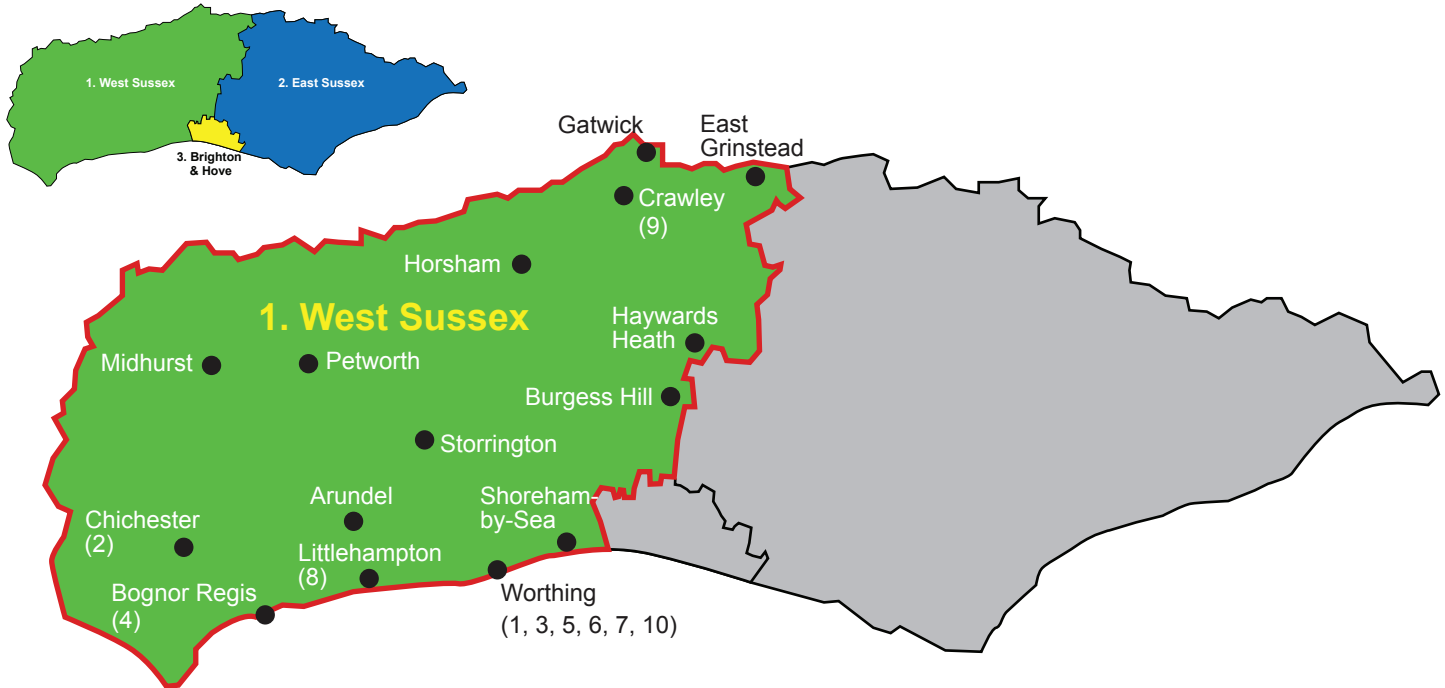 1. West Sussex
2. East Sussex
3. Brighton
& Hove
Gatwick
East
Grinstead
Crawley
(9)
Horsham
1. West Sussex
Haywards
Heath
Midhurst
Petworth
Burgess Hill
Storrington
Arundel
Shoreham-
by-Sea
Chichester
(2)
Littlehampton
(8)
Bognor Regis
(4)
Worthing
(1, 3, 5, 6, 7, 10)